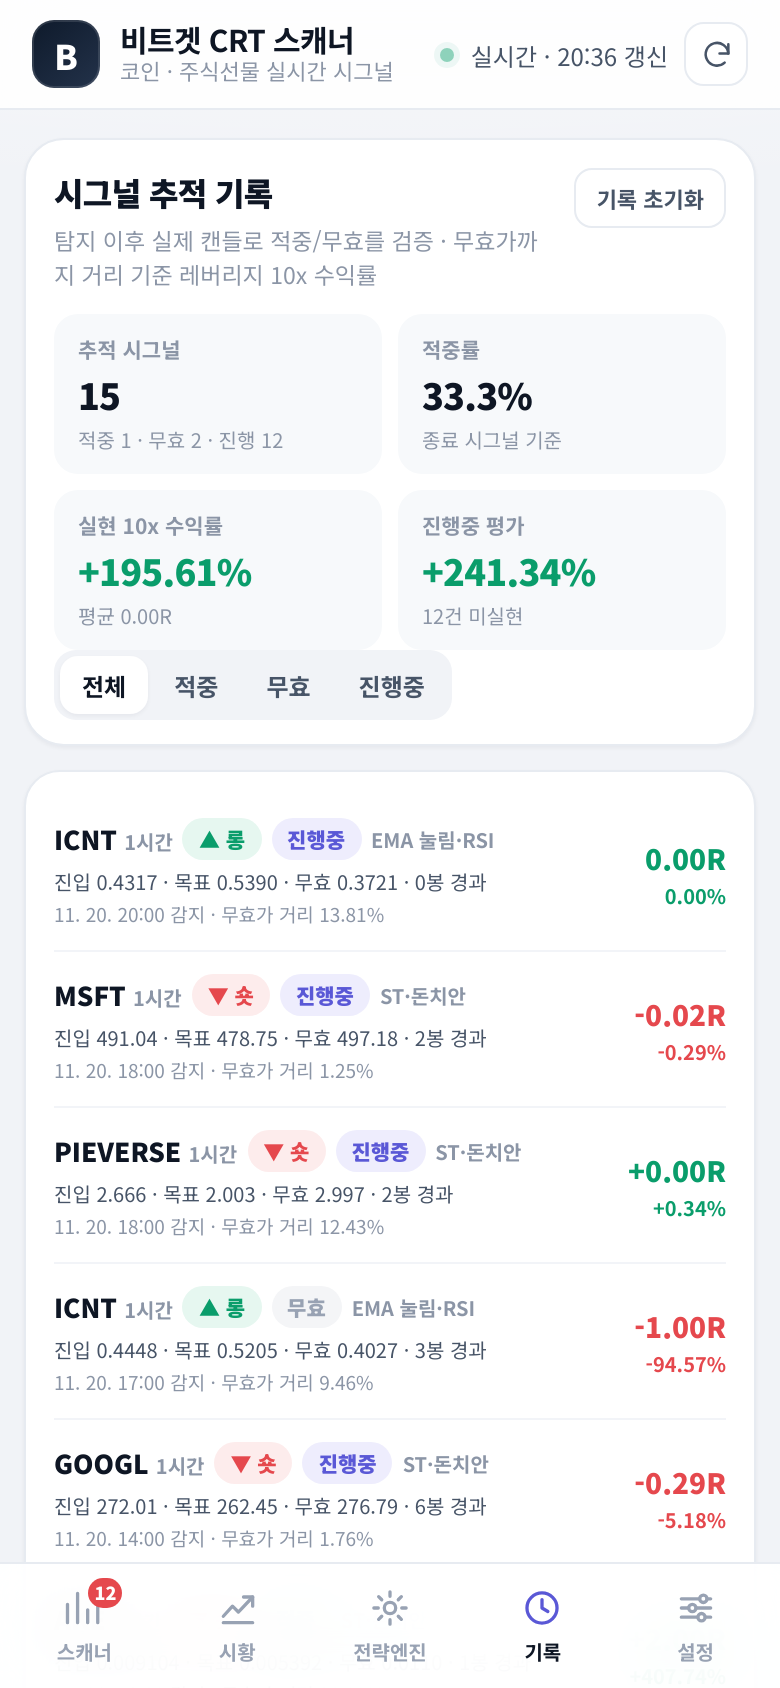 B
비트겟 CRT 스캐너
코인 · 주식선물 실시간 시그널
실시간 · 20:36 갱신
시그널 추적 기록
기록 초기화
탐지 이후 실제 캔들로 적중/무효를 검증 · 무효가까
지 거리 기준 레버리지 10x 수익률
추적 시그널
15
적중 1 · 무효 2 · 진행 12
적중률
33.3%
종료 시그널 기준
실현 10x 수익률
+195.61%
평균 0.00R
진행중 평가
+241.34%
12건 미실현
전체 적중 무효 진행중
ICNT 1시간 ▲ 롱 진행중 EMA 눌림·RSI
진입 0.4317 · 목표 0.5390 · 무효 0.3721 · 0봉 경과
11. 20. 20:00 감지 · 무효가 거리 13.81%
0.00R
0.00%
MSFT 1시간 ▼ 숏 진행중 ST·돈치안
진입 491.04 · 목표 478.75 · 무효 497.18 · 2봉 경과
11. 20. 18:00 감지 · 무효가 거리 1.25%
-0.02R
-0.29%
PIEVERSE 1시간 ▼ 숏 진행중 ST·돈치안
진입 2.666 · 목표 2.003 · 무효 2.997 · 2봉 경과
11. 20. 18:00 감지 · 무효가 거리 12.43%
+0.00R
+0.34%
ICNT 1시간 ▲ 롱 무효 EMA 눌림·RSI
진입 0.4448 · 목표 0.5205 · 무효 0.4027 · 3봉 경과
11. 20. 17:00 감지 · 무효가 거리 9.46%
-1.00R
-94.57%
GOOGL 1시간 ▼ 숏 진행중 ST·돈치안
진입 272.01 · 목표 262.45 · 무효 276.79 · 6봉 경과
11. 20. 14:00 감지 · 무효가 거리 1.76%
-0.29R
-5.18%
12
스캐너 시황 전략엔진 기록 설정
+407.74%